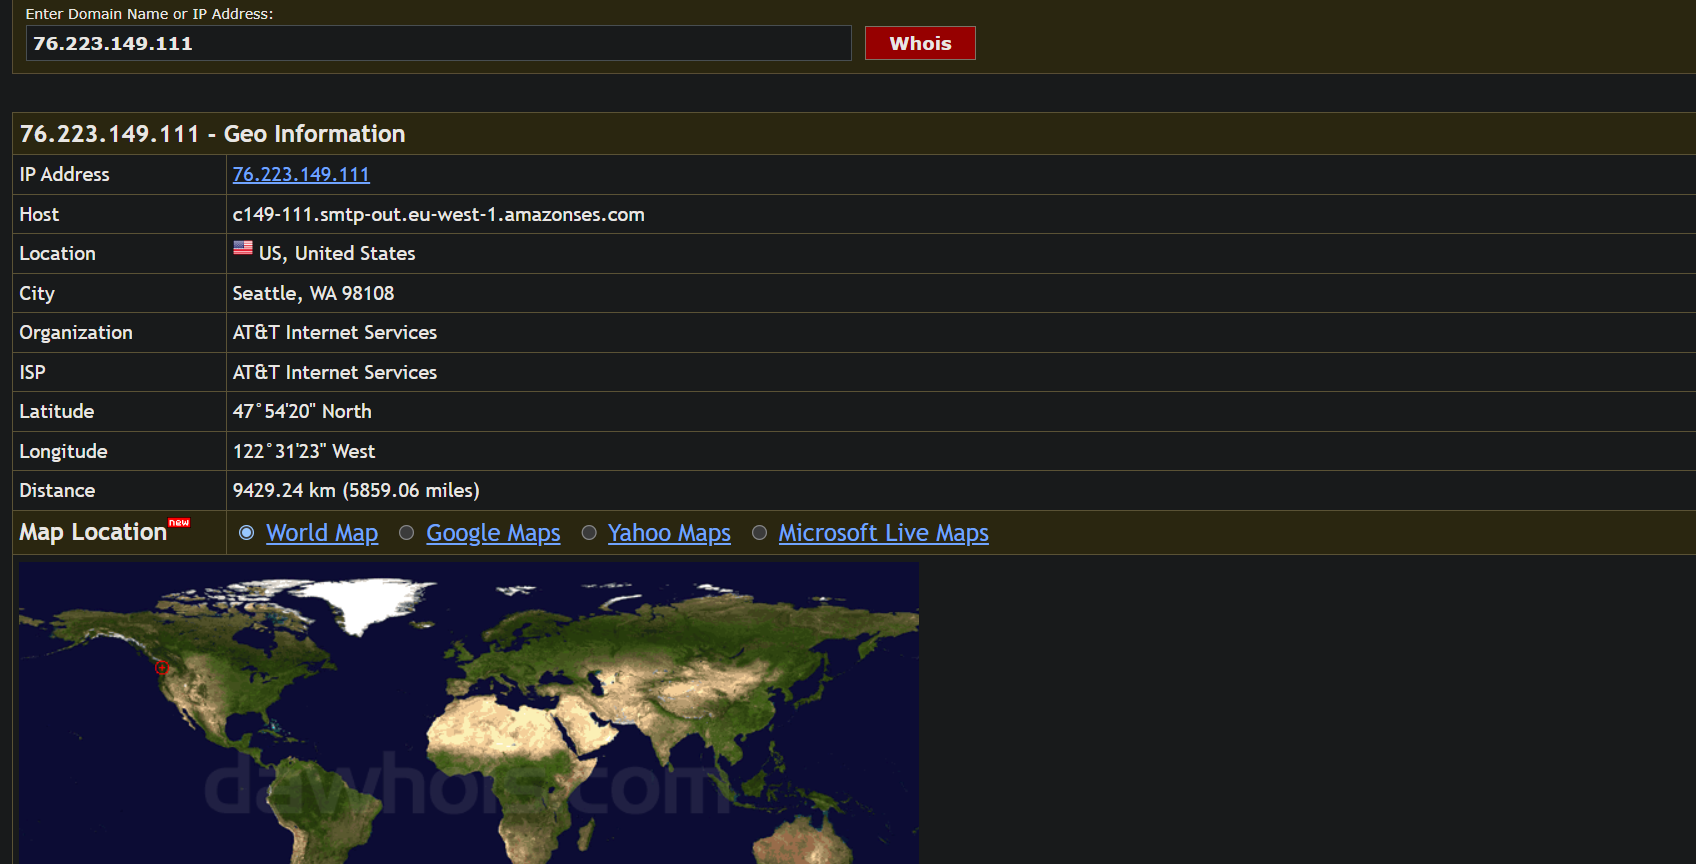 Enter Domain Name or IP Address:
76.223.149.111 Whois
76.223.149.111 - Geo Information
IP Address 76.223.149.111
Host c149-111.smtp-out.eu-west-1.amazonses.com
Location US, United States
City Seattle, WA 98108
Organization AT&T Internet Services
ISP AT&T Internet Services
Latitude 47°54'20" North
Longitude 122°31'23" West
Distance 9429.24 km (5859.06 miles)
Map Location new World Map Google Maps Yahoo Maps Microsoft Live Maps
dawhois.com